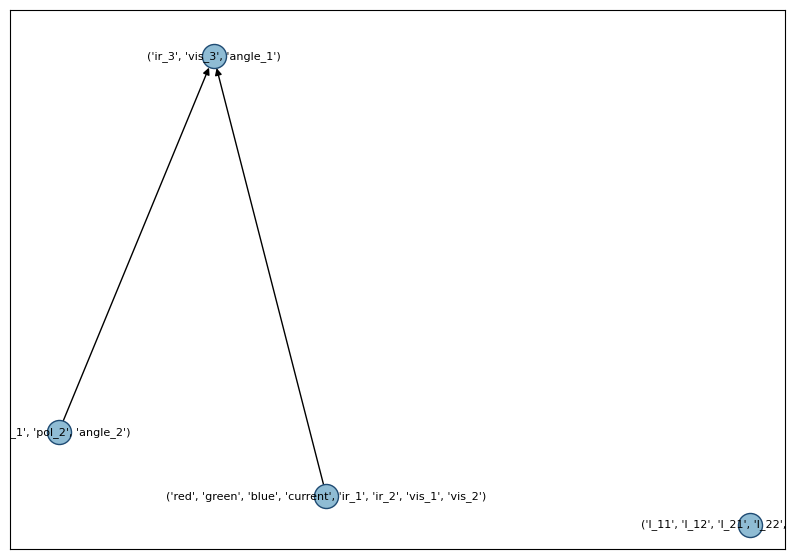 ('ir_3', 'vis_3', 'angle_1')
_1', 'pol_2', 'angle_2')
('red', 'green', 'blue', 'current', 'ir_1', 'ir_2', 'vis_1', 'vis_2')
('l_11', 'l_12', 'l_21', 'l_22',